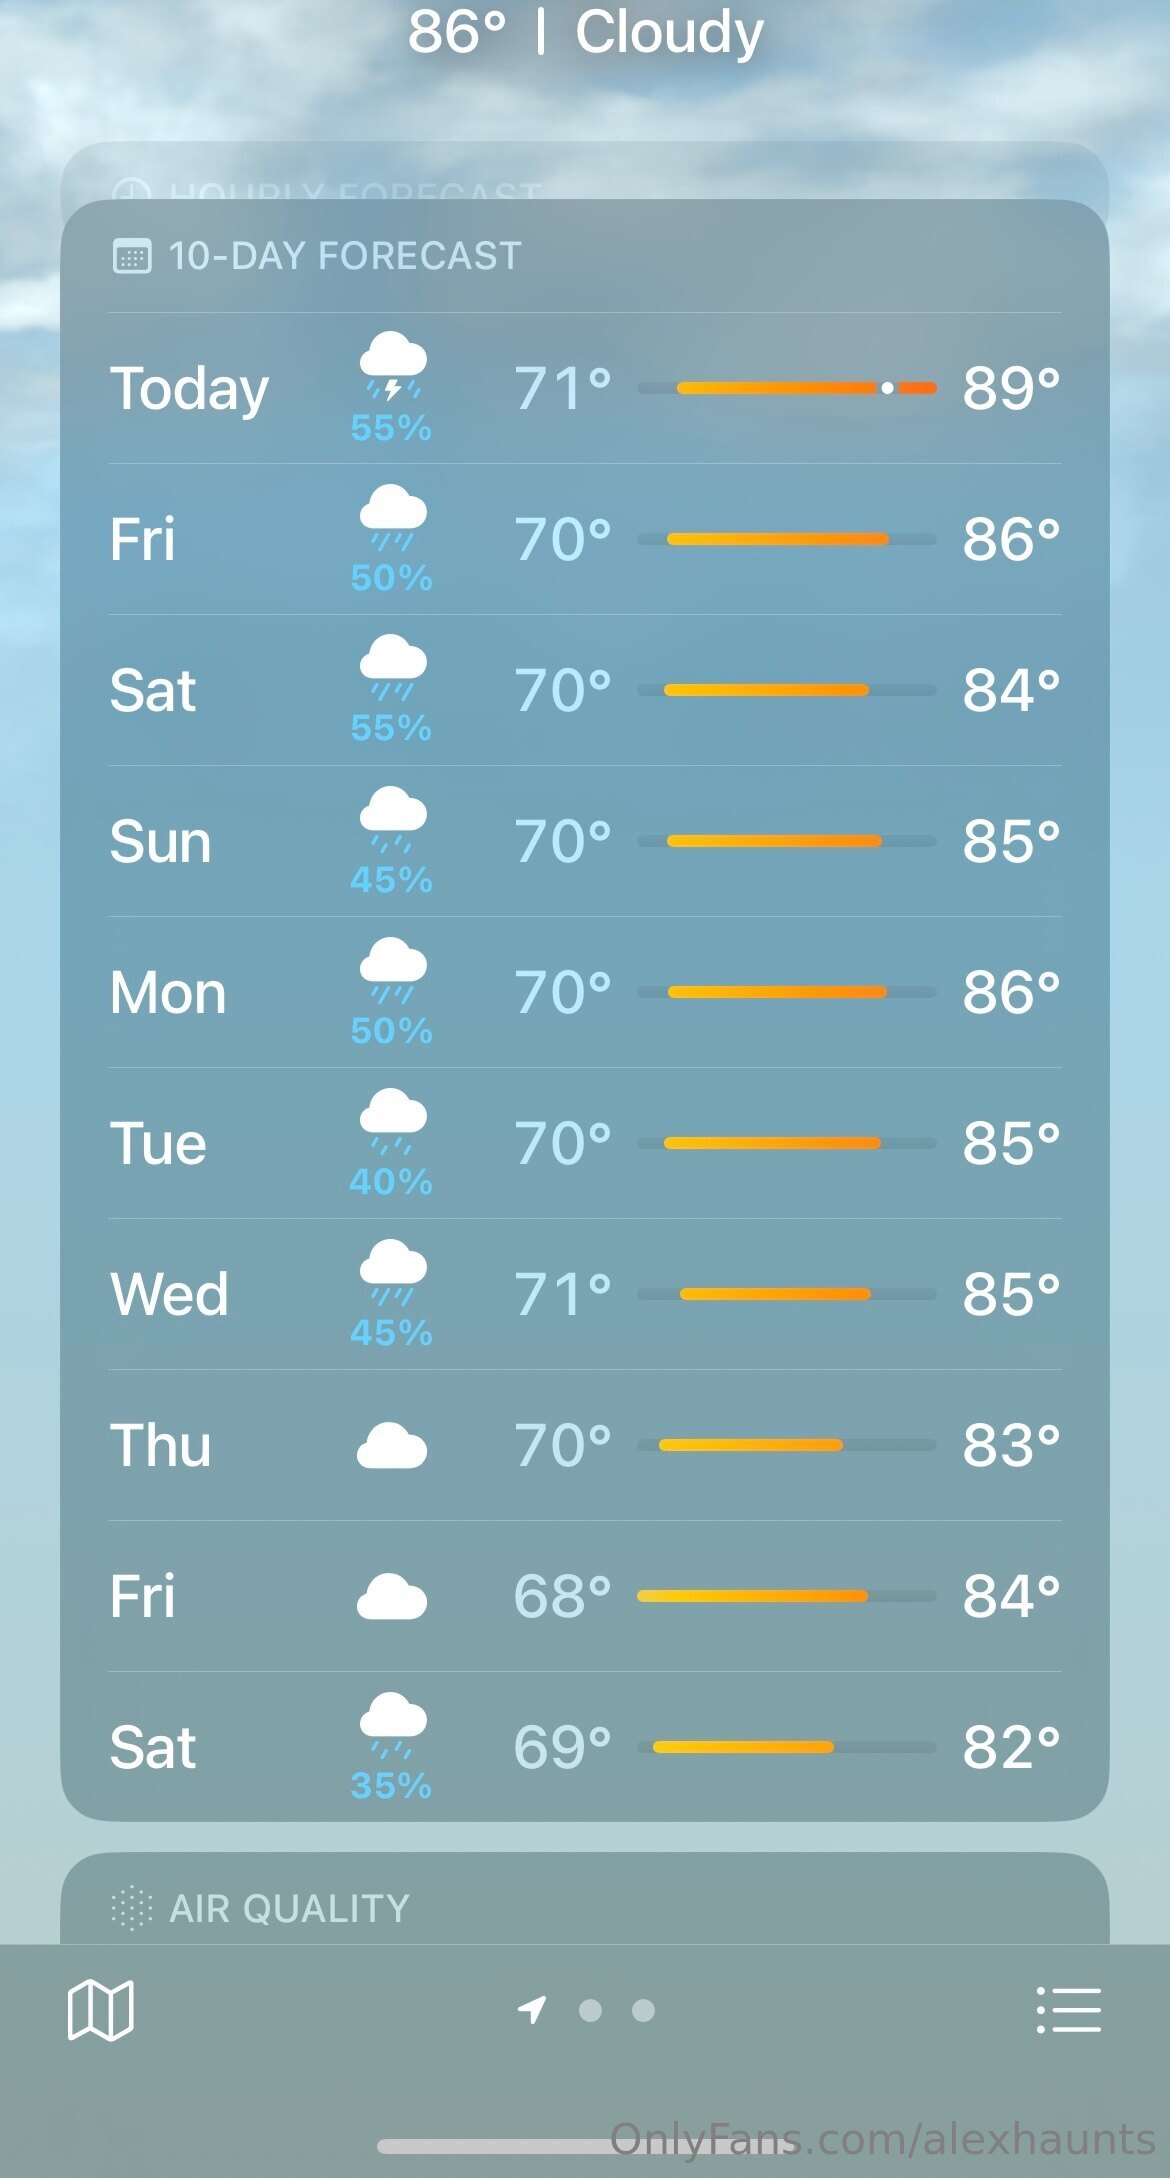 86° | Cloudy
HOURLY FORECAST
10-DAY FORECAST
Today 55% 71° 89°
Fri 50% 70° 86°
Sat 55% 70° 84°
Sun 45% 70° 85°
Mon 50% 70° 86°
Tue 40% 70° 85°
Wed 45% 71° 85°
Thu 70° 83°
Fri 68° 84°
Sat 35% 69° 82°
AIR QUALITY
OnlyFans.com/alexhaunts